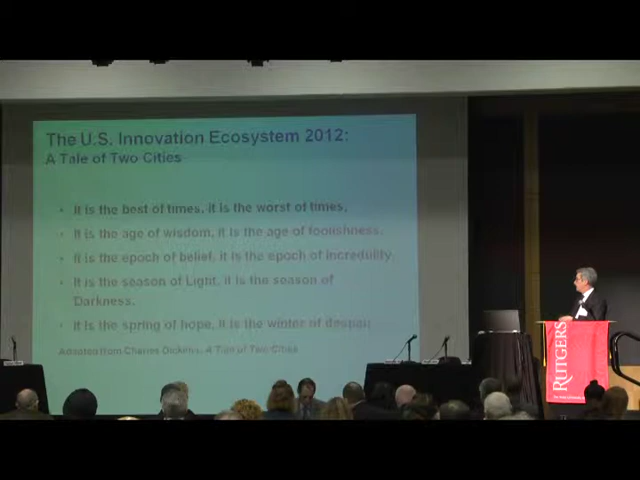 The U.S. Innovation Ecosystem 2012:
A Tale of Two Cities
• It is the best of times, it is the worst of times,
• It is the age of wisdom, it is the age of foolishness,
• It is the epoch of belief, it is the epoch of incredulity,
• It is the season of Light, it is the season of
Darkness,
• It is the spring of hope, it is the winter of despair
Adapted from Charles Dickens, A Tale of Two Cities
RUTGERS